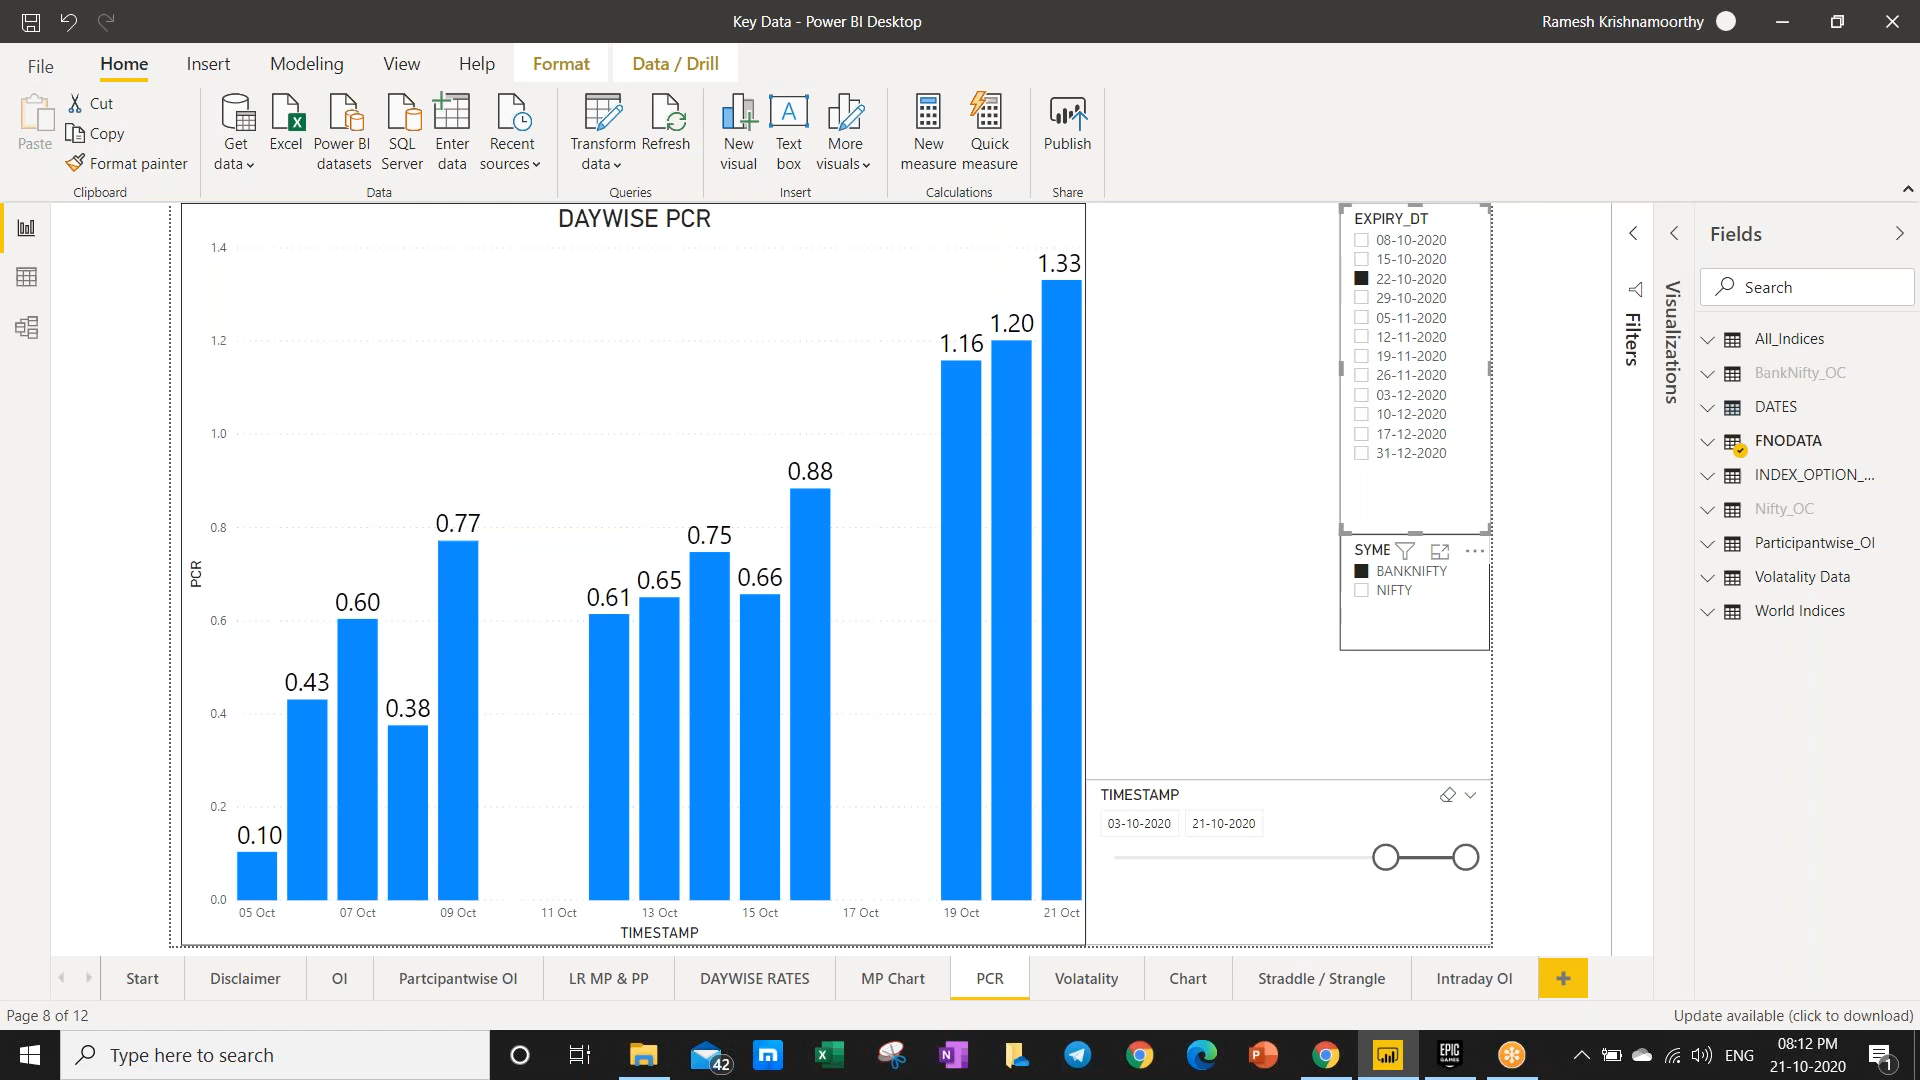 Key Data - Power BI Desktop
Ramesh Krishnamoorthy
File
Home
Insert
Modeling
View
Help
Format
Data / Drill
Paste
Cut
Copy
Format painter
Clipboard
Get data
Excel
Power BI datasets
SQL Server
Enter data
Recent sources
Data
Transform data
Refresh
Queries
New visual
Text box
More visuals
Insert
New measure
Quick measure
Calculations
Publish
Share
DAYWISE PCR
PCR
1.4
1.2
1.0
0.8
0.6
0.4
0.2
0.0
0.10
0.43
0.60
0.38
0.77
0.61
0.65
0.75
0.66
0.88
1.16
1.20
1.33
05 Oct
07 Oct
09 Oct
11 Oct
13 Oct
15 Oct
17 Oct
19 Oct
21 Oct
TIMESTAMP
EXPIRY_DT
08-10-2020
15-10-2020
22-10-2020
29-10-2020
05-11-2020
12-11-2020
19-11-2020
26-11-2020
03-12-2020
10-12-2020
17-12-2020
31-12-2020
SYME
BANKNIFTY
NIFTY
TIMESTAMP
03-10-2020
21-10-2020
Filters
Visualizations
Fields
Search
All_Indices
BankNifty_OC
DATES
FNODATA
INDEX_OPTION_...
Nifty_OC
Participantwise_OI
Volatality Data
World Indices
Start
Disclaimer
OI
Partcipantwise OI
LR MP & PP
DAYWISE RATES
MP Chart
PCR
Volatality
Chart
Straddle / Strangle
Intraday OI
Page 8 of 12
Update available (click to download)
Type here to search
42
EPIC GAMES
ENG
08:12 PM
21-10-2020
1